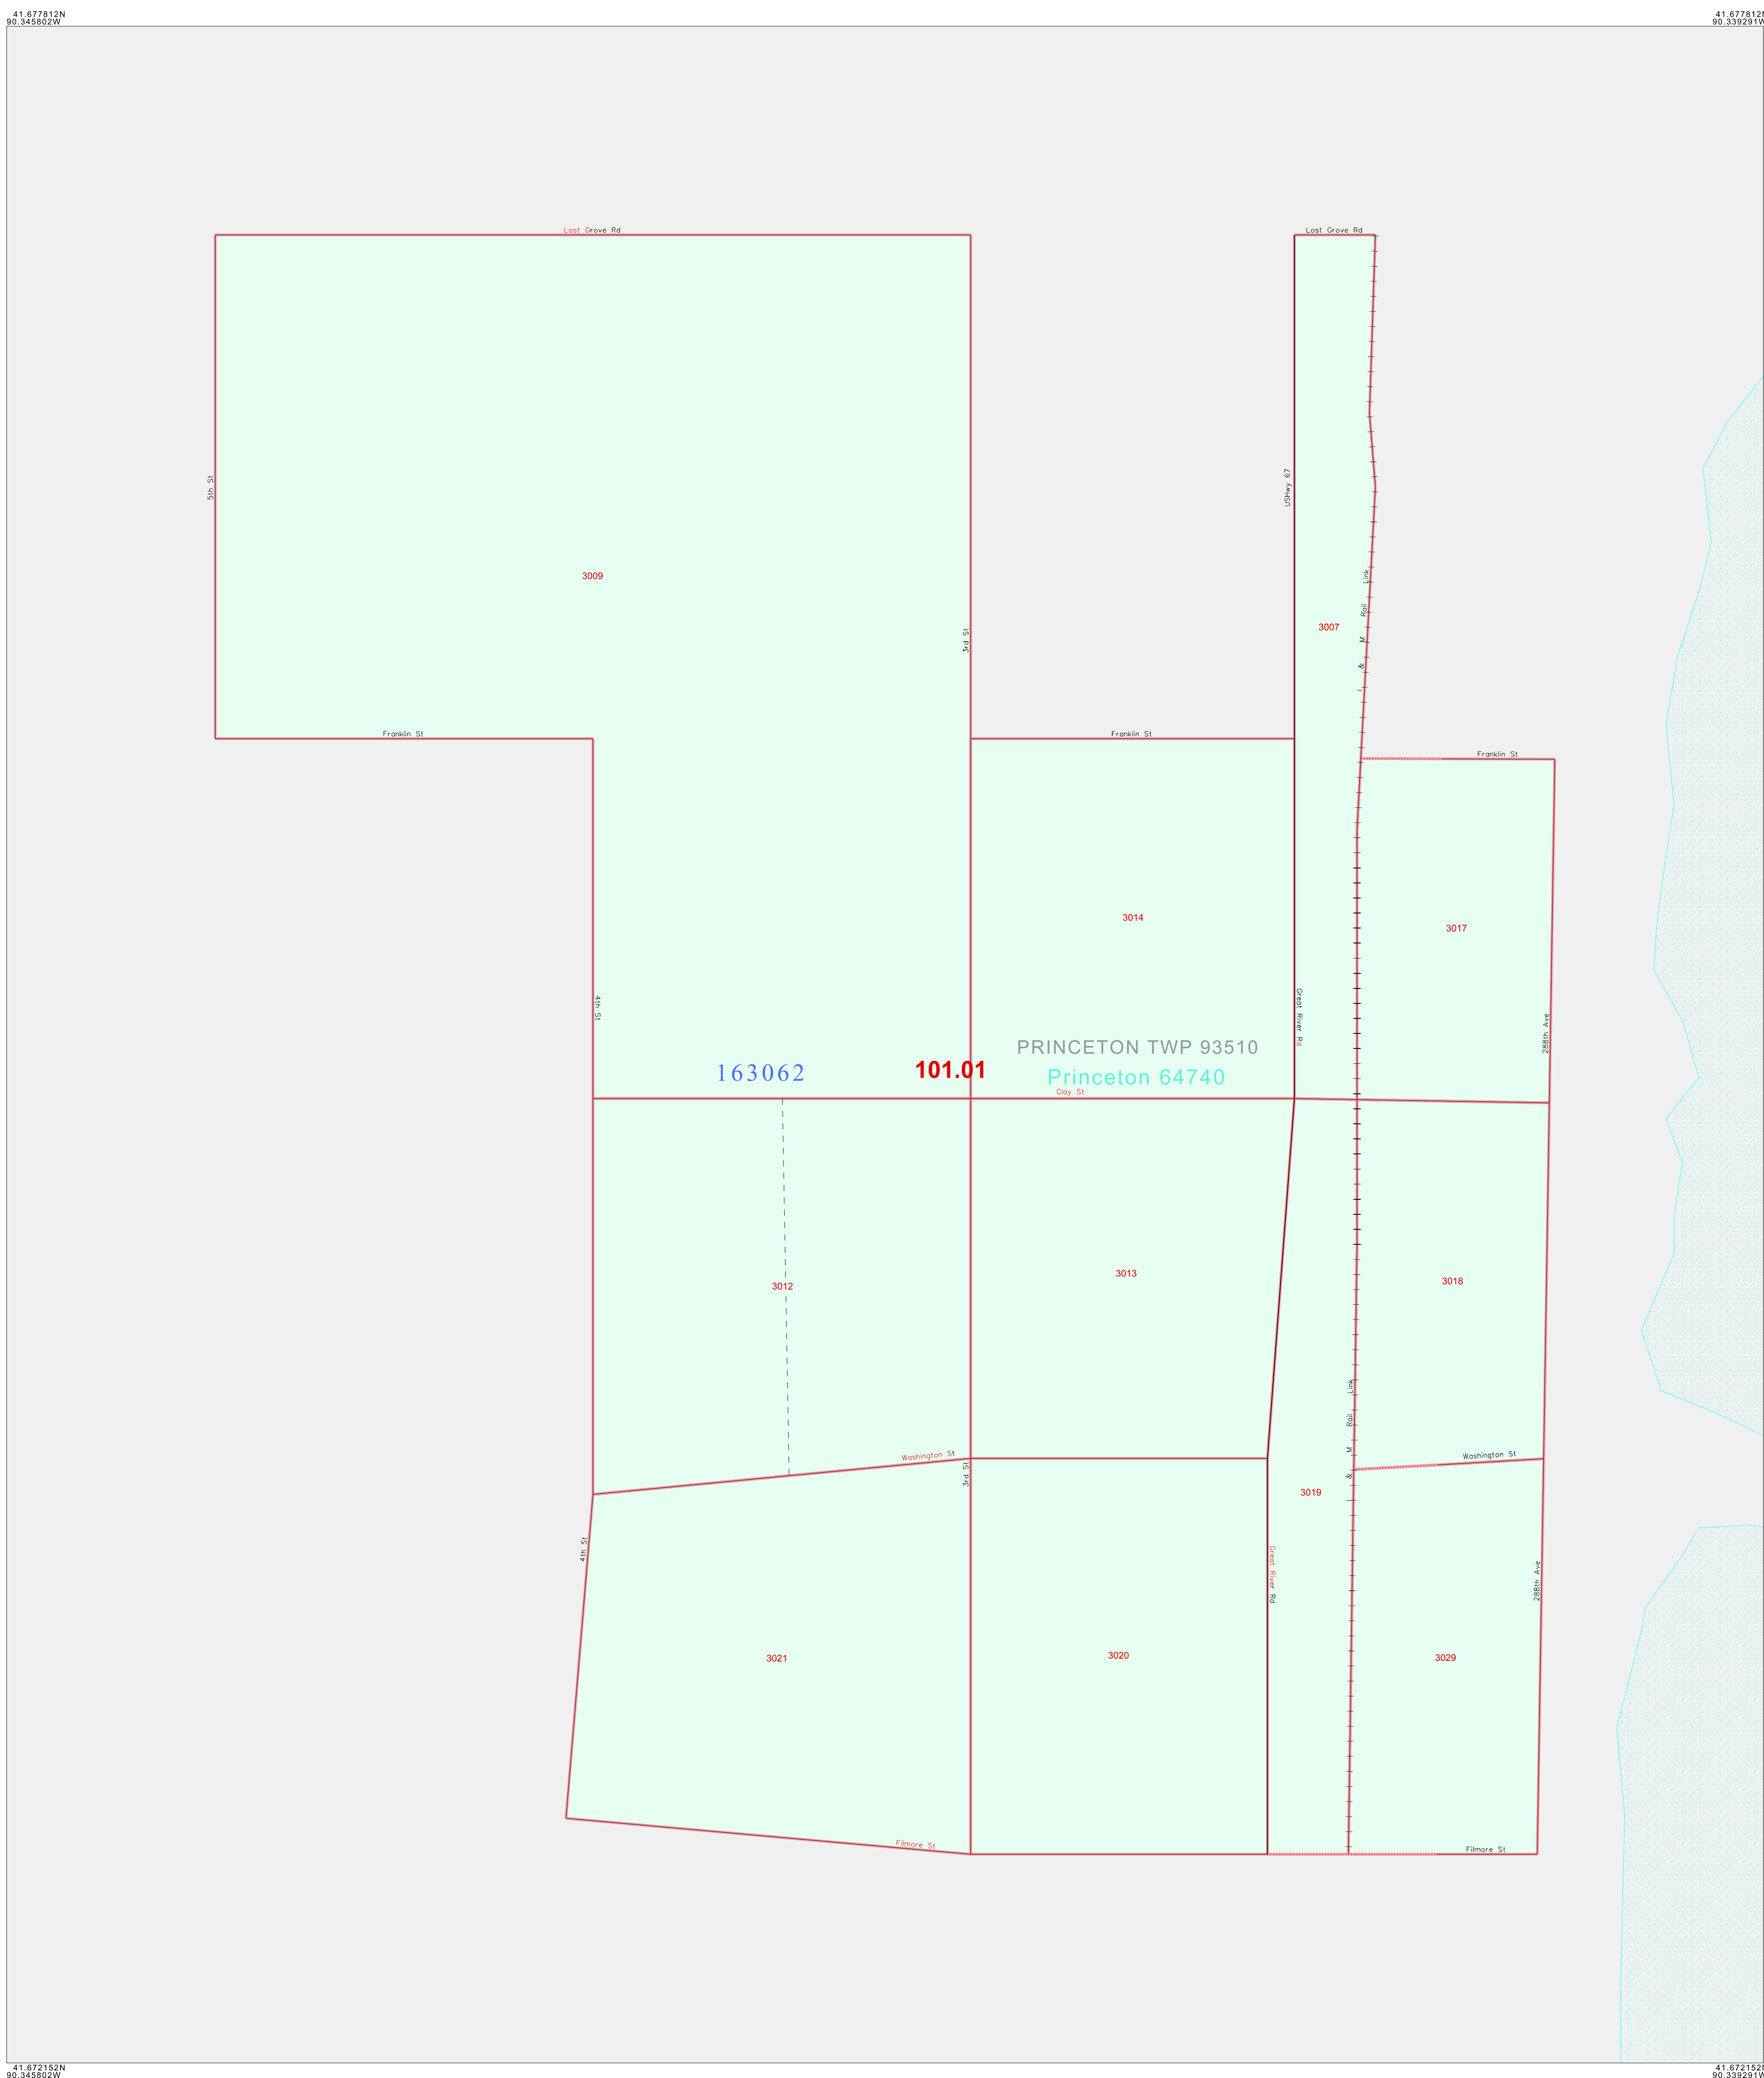 41.677812N
90.345802W
41.677812N
90.339291W
Lost Grove Rd
Lost Grove Rd
5th St
USHwy 67
3009
I & M Rail Link
3007
3rd St
Franklin St
Franklin St
Franklin St
3014
3017
4th St
Great River Rd
288th Ave
PRINCETON TWP 93510
163062
101.01
Princeton 64740
Clay St
3012
3013
3018
I & M Rail Link
Washington St
Washington St
3rd St
3019
4th St
Great River Rd
288th Ave
3021
3020
3029
Filmore St
Filmore St
41.672152N
90.345802W
41.672152N
90.339291W